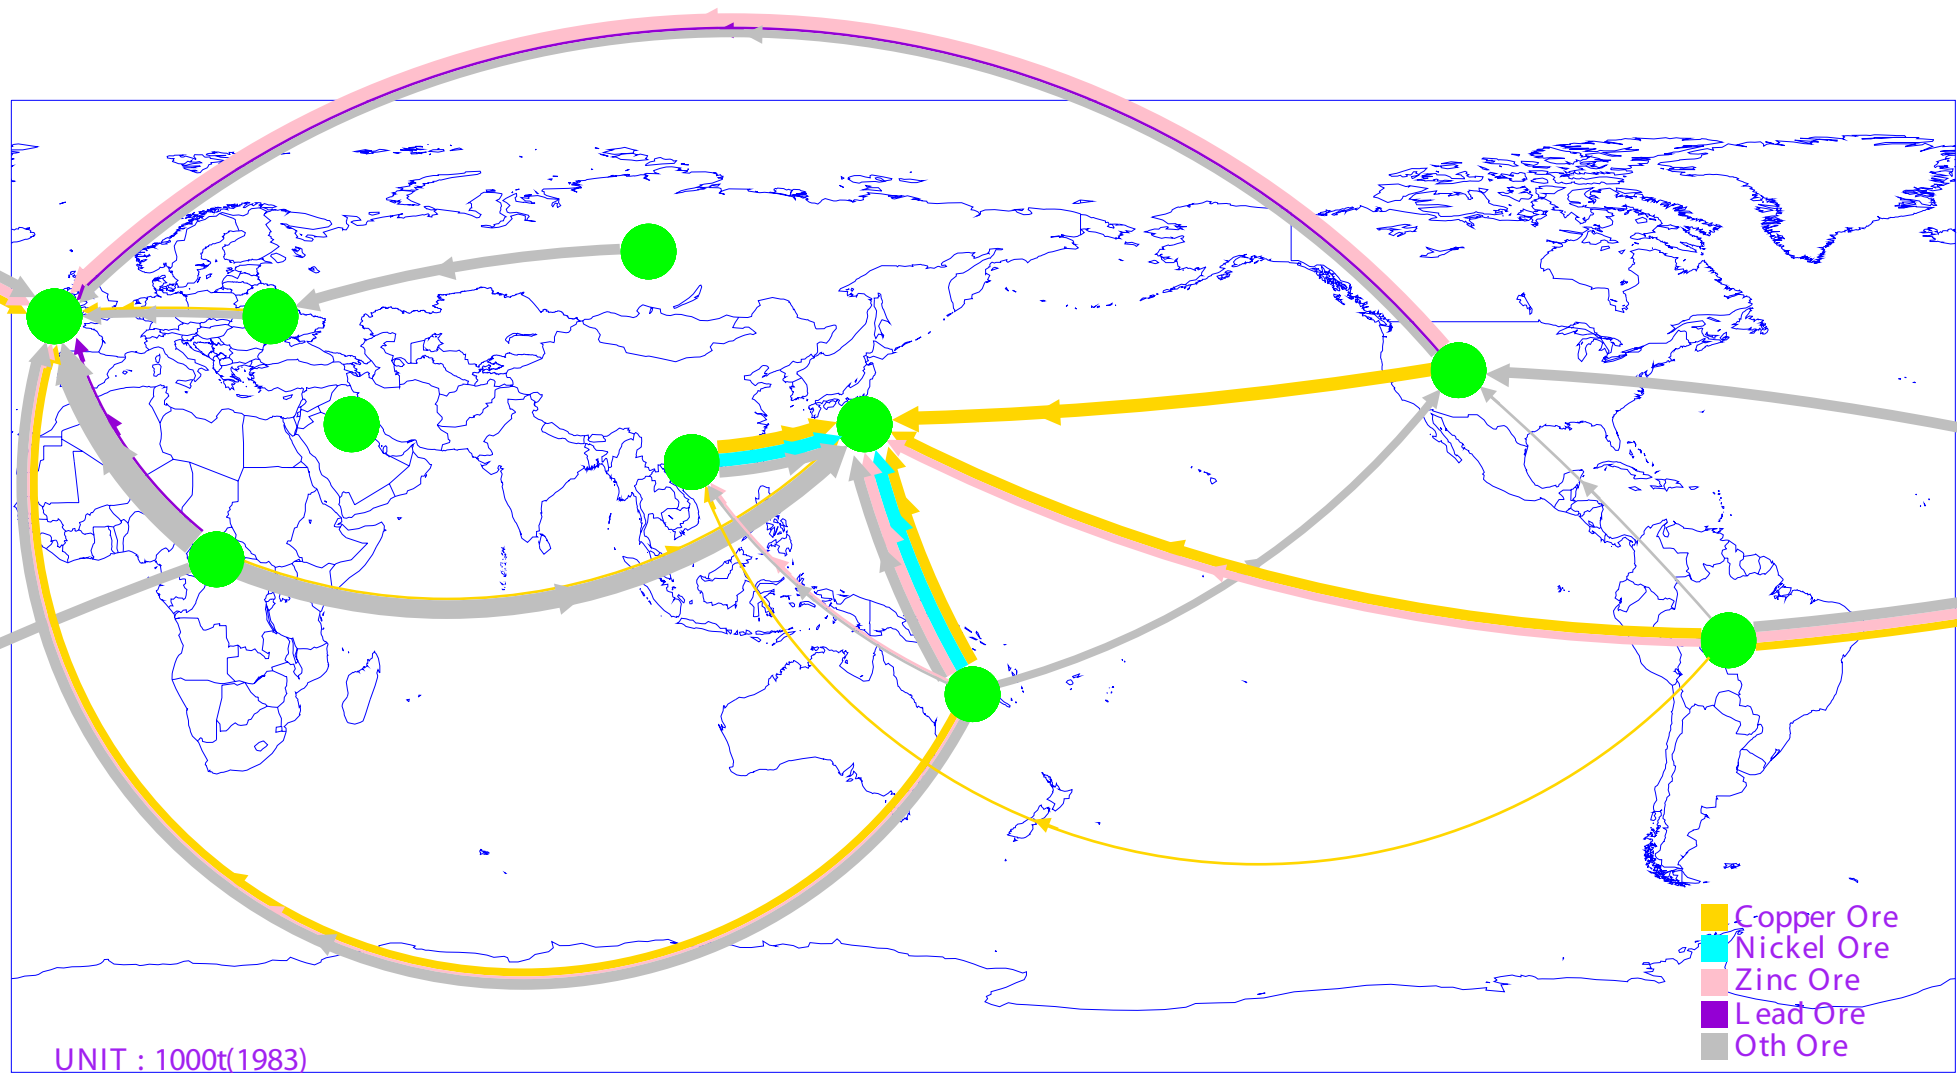 Copper Ore
Nickel Ore
Zinc Ore
Lead Ore
Oth Ore
UNIT : 1000t(1983)